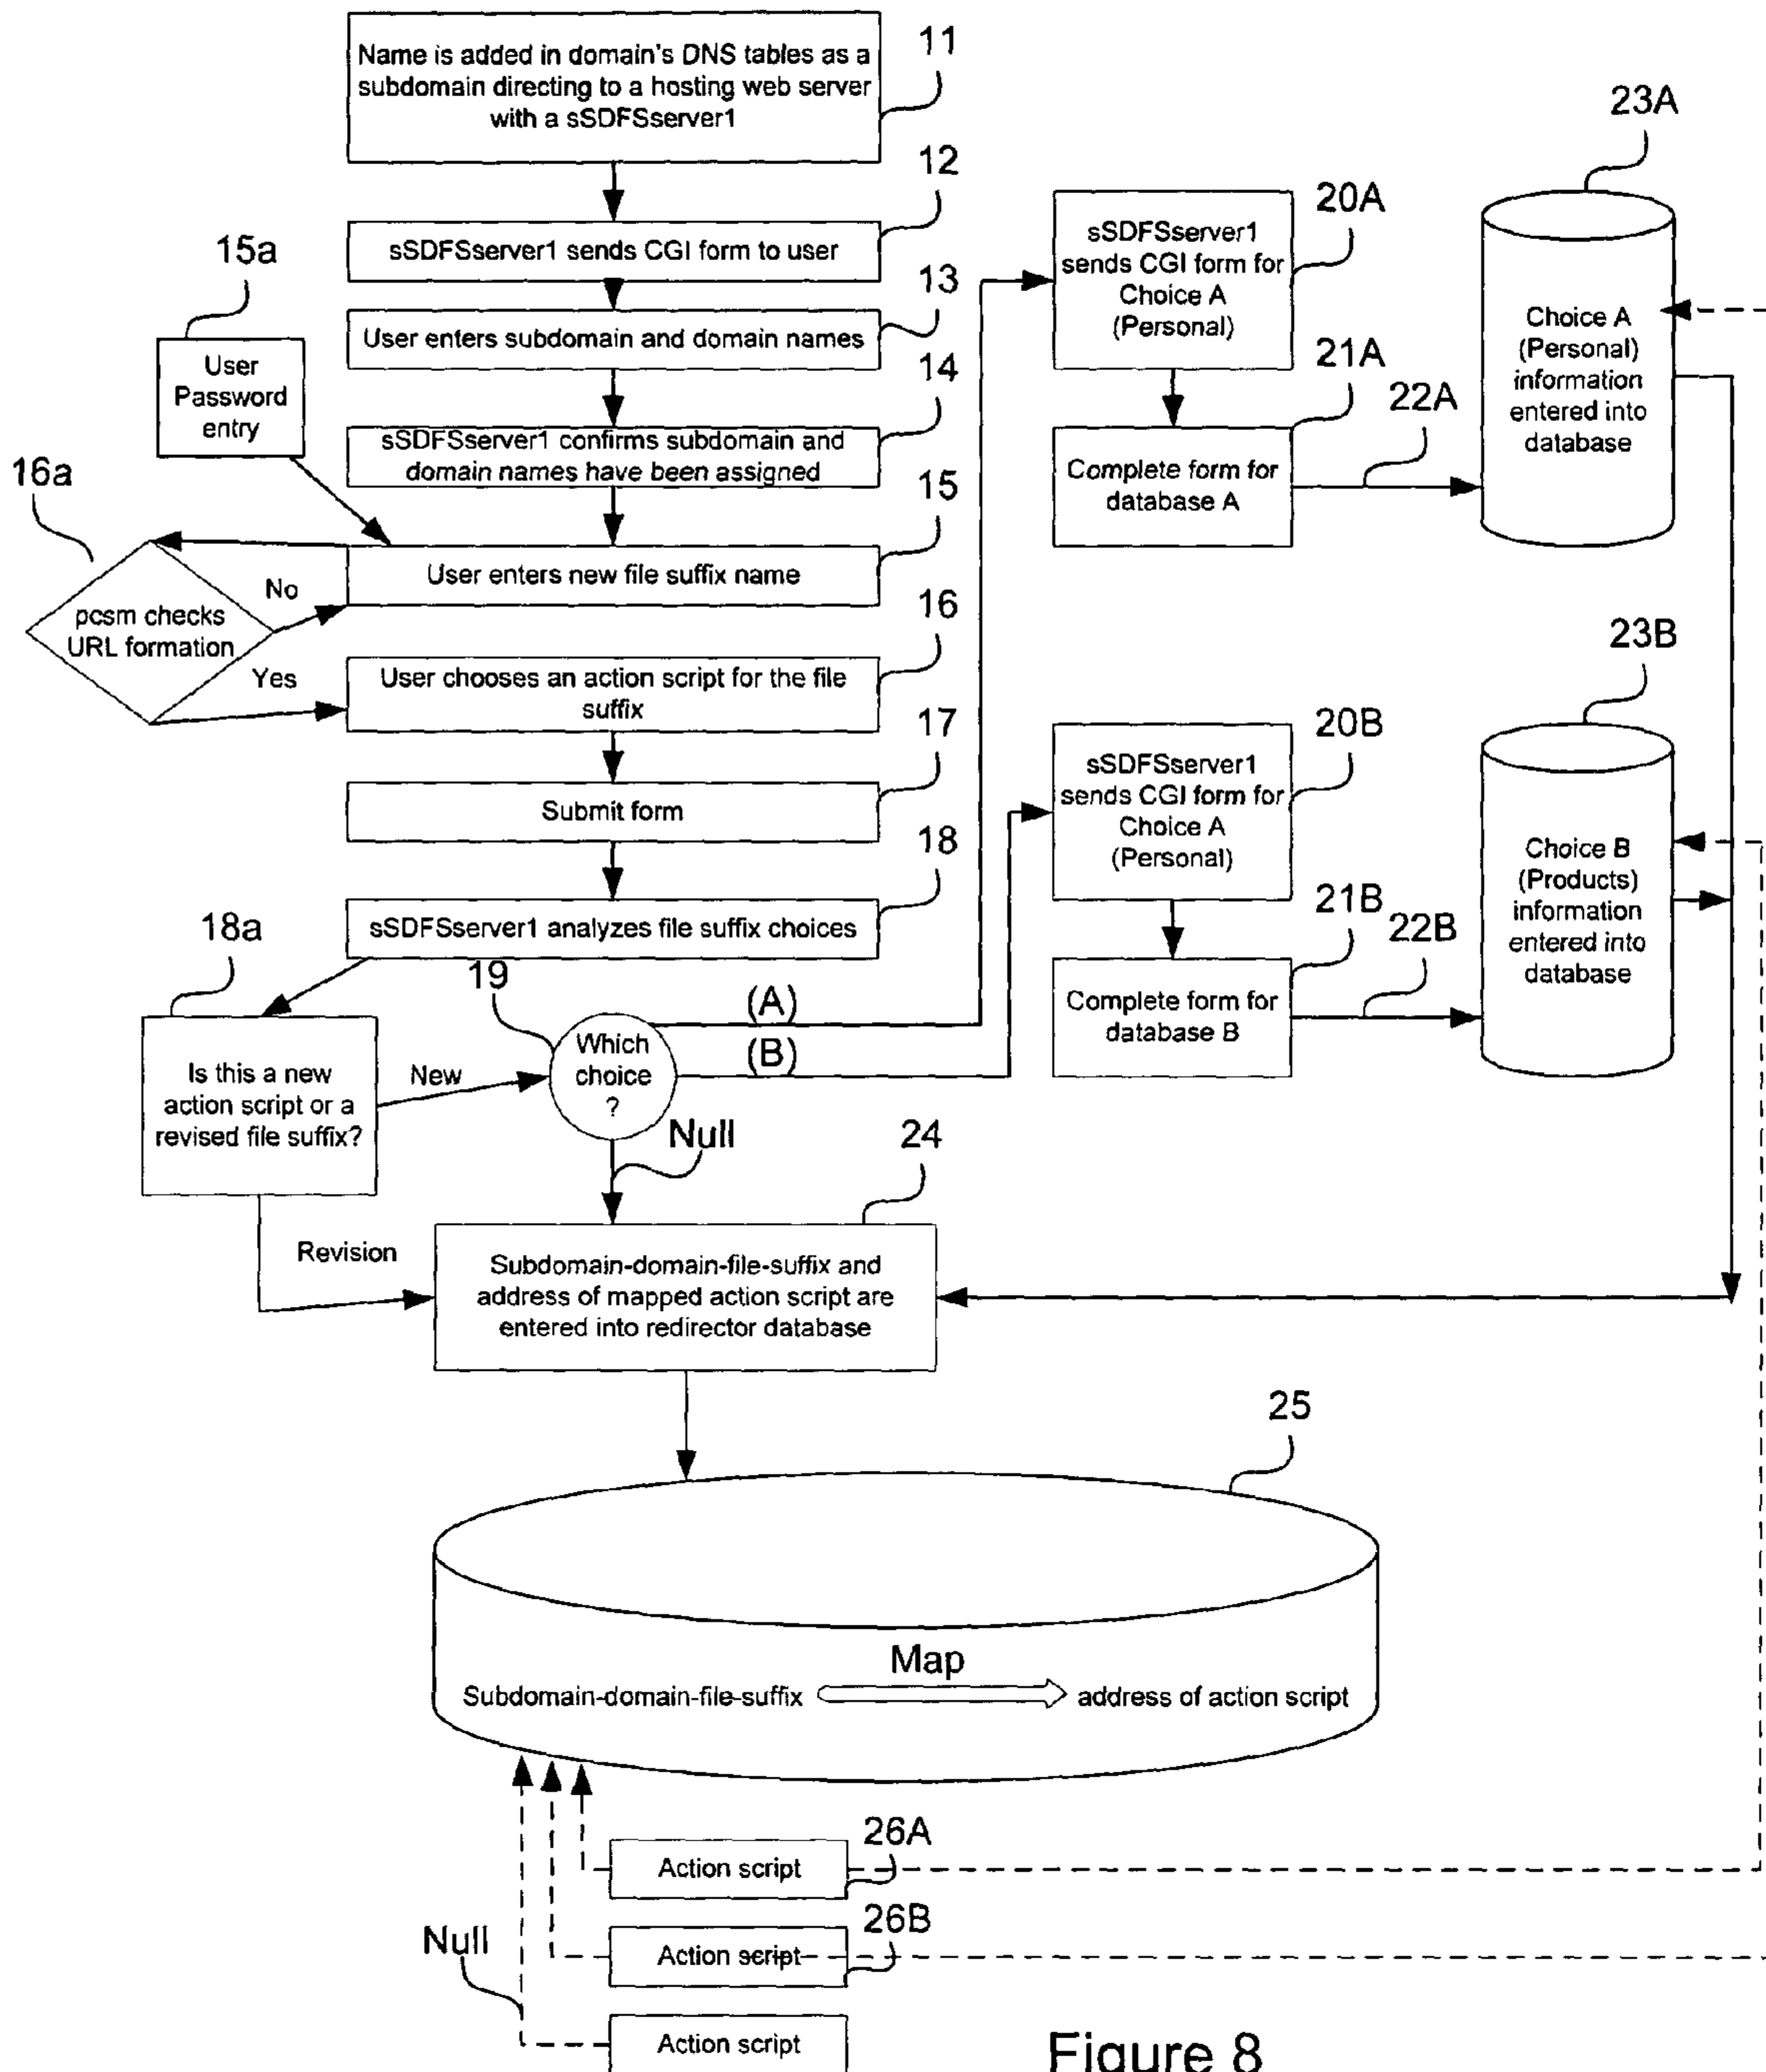 11
Name is added in domain's DNS tables as a
subdomain directing to a hosting web server
with a sSDFSserver1
12
sSDFSserver1 sends CGI form to user
13
User enters subdomain and domain names
14
sSDFSserver1 confirms subdomain and
domain names have been assigned
15a
User
Password
entry
15
User enters new file suffix name
16a
pcsm checks
URL formation
No
Yes
16
User chooses an action script for the file
suffix
17
Submit form
18
sSDFSserver1 analyzes file suffix choices
18a
Is this a new
action script or a
revised file suffix?
New
Revision
19
Which
choice
?
(A)
(B)
Null
20A
sSDFSserver1
sends CGI form for
Choice A
(Personal)
21A
Complete form for
database A
22A
23A
Choice A
(Personal)
information
entered into
database
20B
sSDFSserver1
sends CGI form for
Choice A
(Personal)
21B
Complete form for
database B
22B
23B
Choice B
(Products)
information
entered into
database
24
Subdomain-domain-file-suffix and
address of mapped action script are
entered into redirector database
25
Map
Subdomain-domain-file-suffix
address of action script
26A
Action script
26B
Action script
Null
Action script
Figure 8